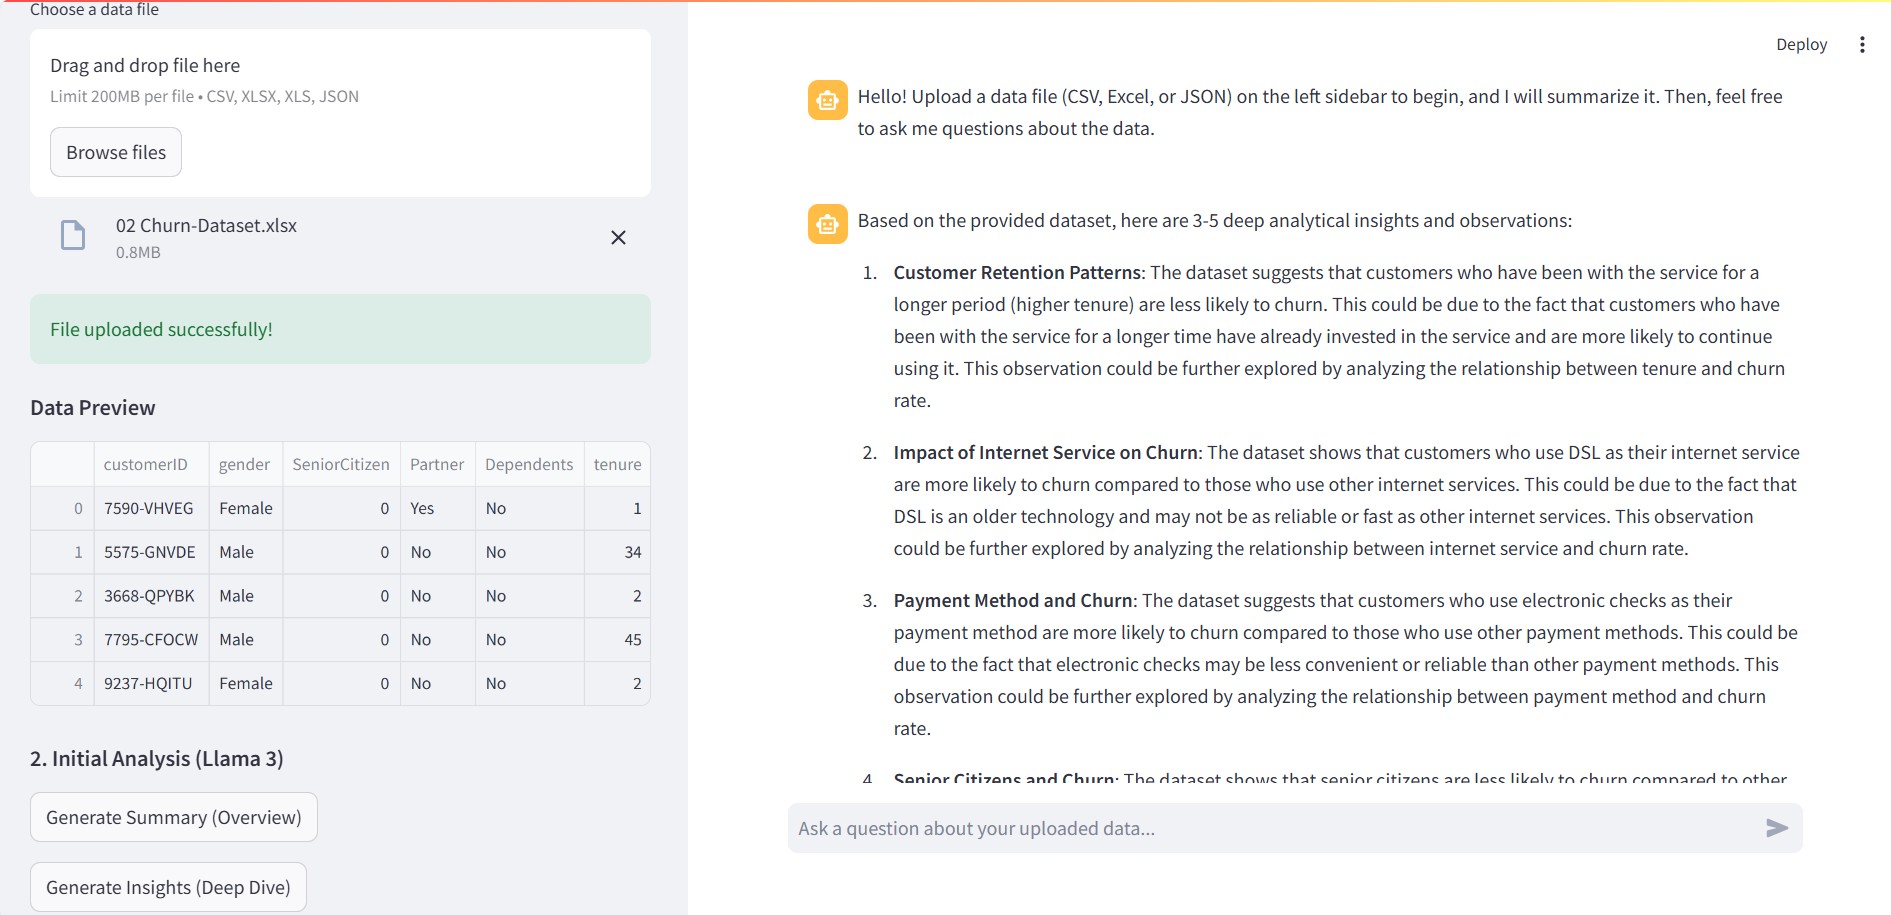 Choose a data file
Drag and drop file here
Limit 200MB per file • CSV, XLSX, XLS, JSON
Browse files
02 Churn-Dataset.xlsx
0.8MB
File uploaded successfully!
Data Preview
customerID gender SeniorCitizen Partner Dependents tenure
0 7590-VHVEG Female 0 Yes No 1
1 5575-GNVDE Male 0 No No 34
2 3668-QPYBK Male 0 No No 2
3 7795-CFOCW Male 0 No No 45
4 9237-HQITU Female 0 No No 2
2. Initial Analysis (Llama 3)
Generate Summary (Overview)
Generate Insights (Deep Dive)
Deploy
Hello! Upload a data file (CSV, Excel, or JSON) on the left sidebar to begin, and I will summarize it. Then, feel free
to ask me questions about the data.
Based on the provided dataset, here are 3-5 deep analytical insights and observations:
1. Customer Retention Patterns: The dataset suggests that customers who have been with the service for a
longer period (higher tenure) are less likely to churn. This could be due to the fact that customers who have
been with the service for a longer time have already invested in the service and are more likely to continue
using it. This observation could be further explored by analyzing the relationship between tenure and churn
rate.
2. Impact of Internet Service on Churn: The dataset shows that customers who use DSL as their internet service
are more likely to churn compared to those who use other internet services. This could be due to the fact that
DSL is an older technology and may not be as reliable or fast as other internet services. This observation
could be further explored by analyzing the relationship between internet service and churn rate.
3. Payment Method and Churn: The dataset suggests that customers who use electronic checks as their
payment method are more likely to churn compared to those who use other payment methods. This could be
due to the fact that electronic checks may be less convenient or reliable than other payment methods. This
observation could be further explored by analyzing the relationship between payment method and churn
rate.
4. Senior Citizens and Churn: The dataset shows that senior citizens are less likely to churn compared to other
Ask a question about your uploaded data...